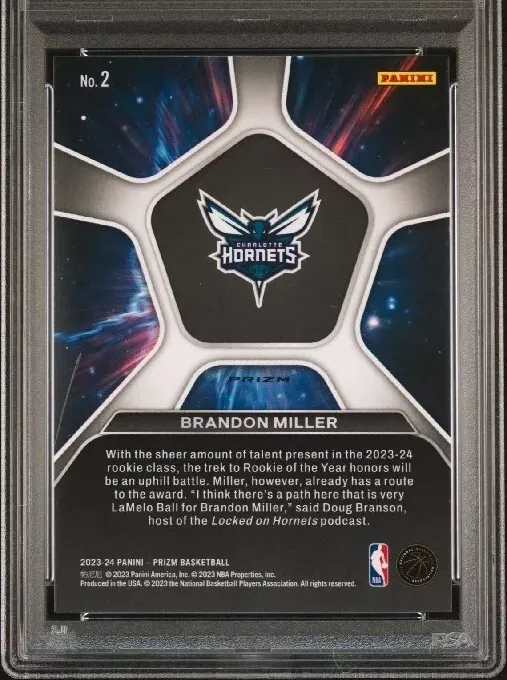 No. 2
PANINI
CHARLOTTE
HORNETS
PRIZM
BRANDON MILLER
With the sheer amount of talent present in the 2023-24
rookie class, the trek to Rookie of the Year honors will
be an uphill battle. Miller, however, already has a route
to the award. “I think there's a path here that is very
LaMelo Ball for Brandon Miller,” said Doug Branson,
host of the Locked on Hornets podcast.
2023-24 PANINI - PRIZM BASKETBALL
© 2023 Panini America, Inc. © 2023 NBA Properties, Inc.
Produced in the USA. © 2023 the National Basketball Players Association. All rights reserved.
NBA
PSA